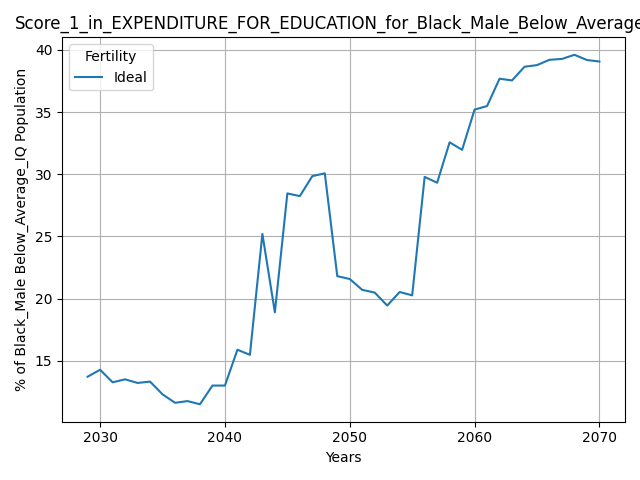 Score_1_in_EXPENDITURE_FOR_EDUCATION_for_Black_Male_Below_Average
Fertility
Ideal
% of Black_Male Below_Average_IQ Population
40
35
30
25
20
15
2030 2040 2050 2060 2070
Years